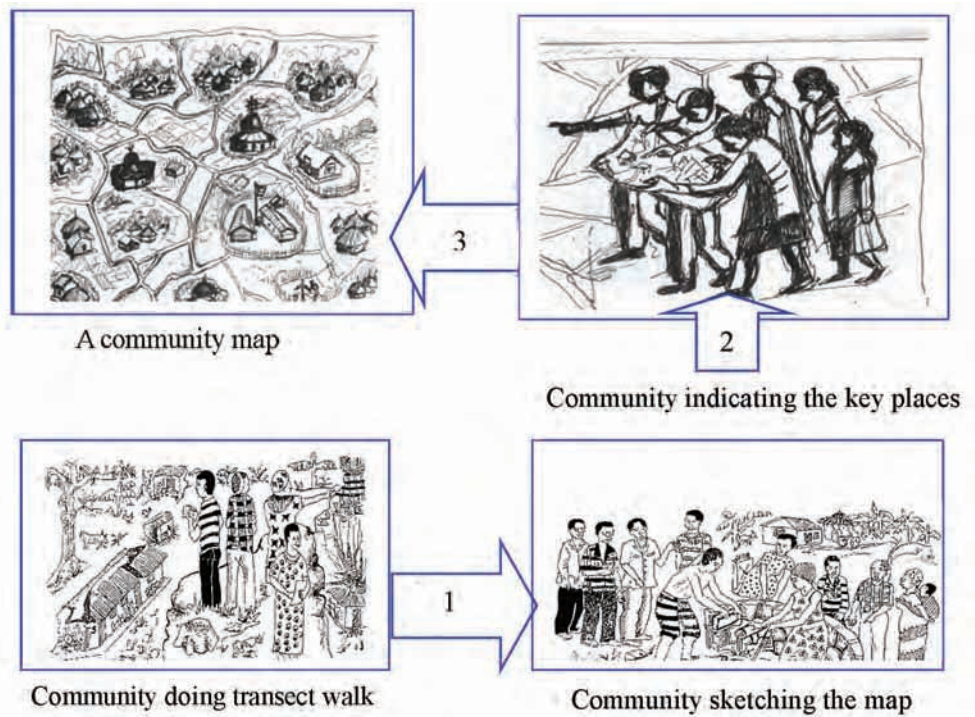 3
A community map
2
Community indicating the key places
1
Community doing transect walk
Community sketching the map